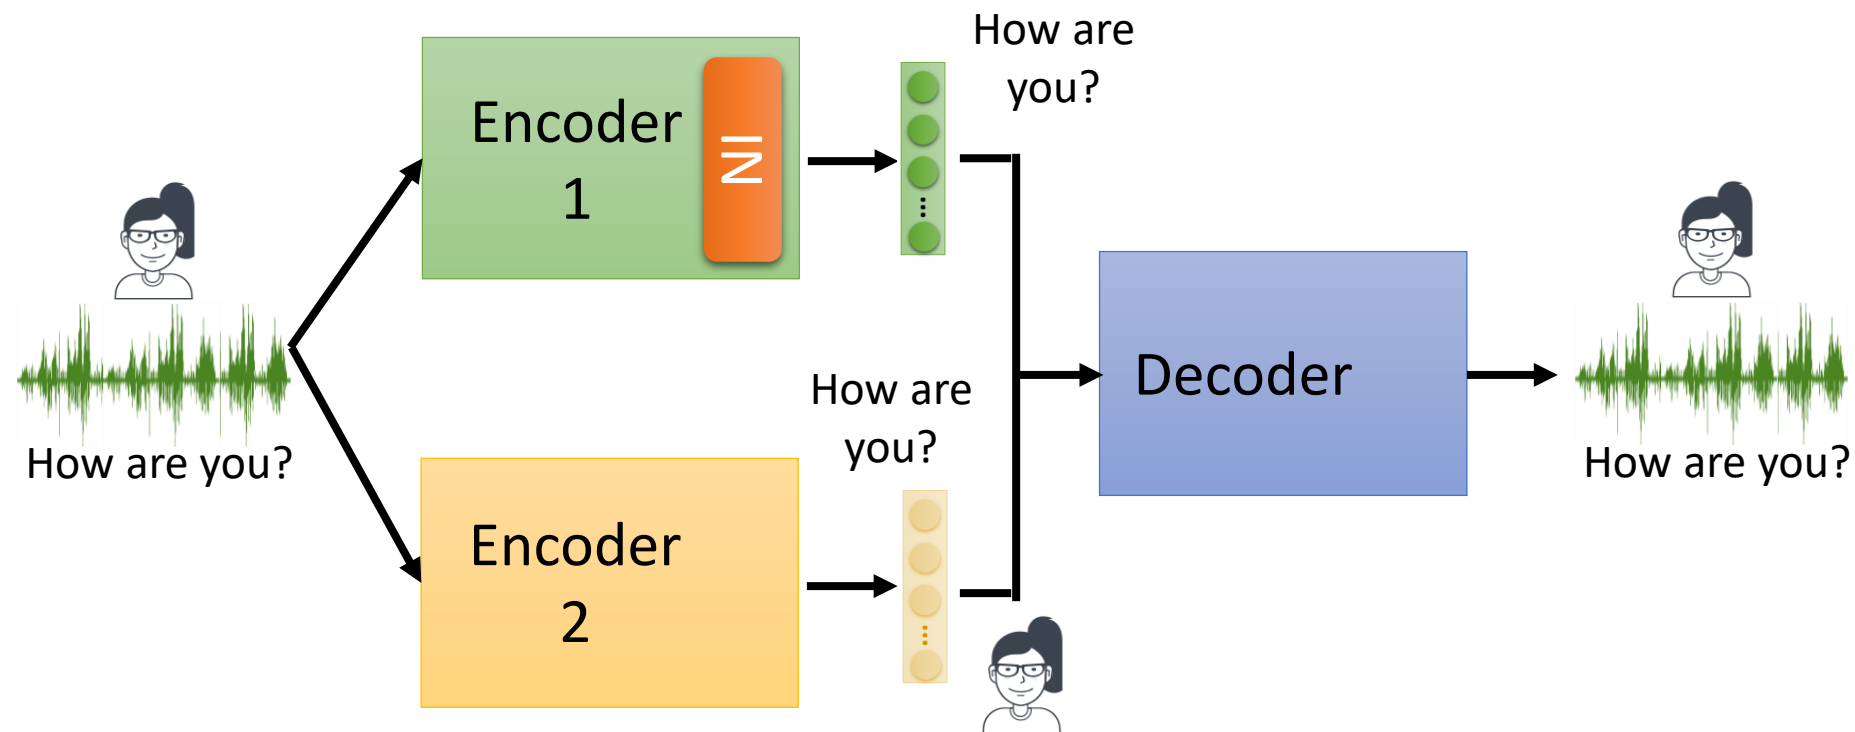 How are you?
Encoder
1
IN
How are
you?
Encoder
2
How are
you?
Decoder
How are you?